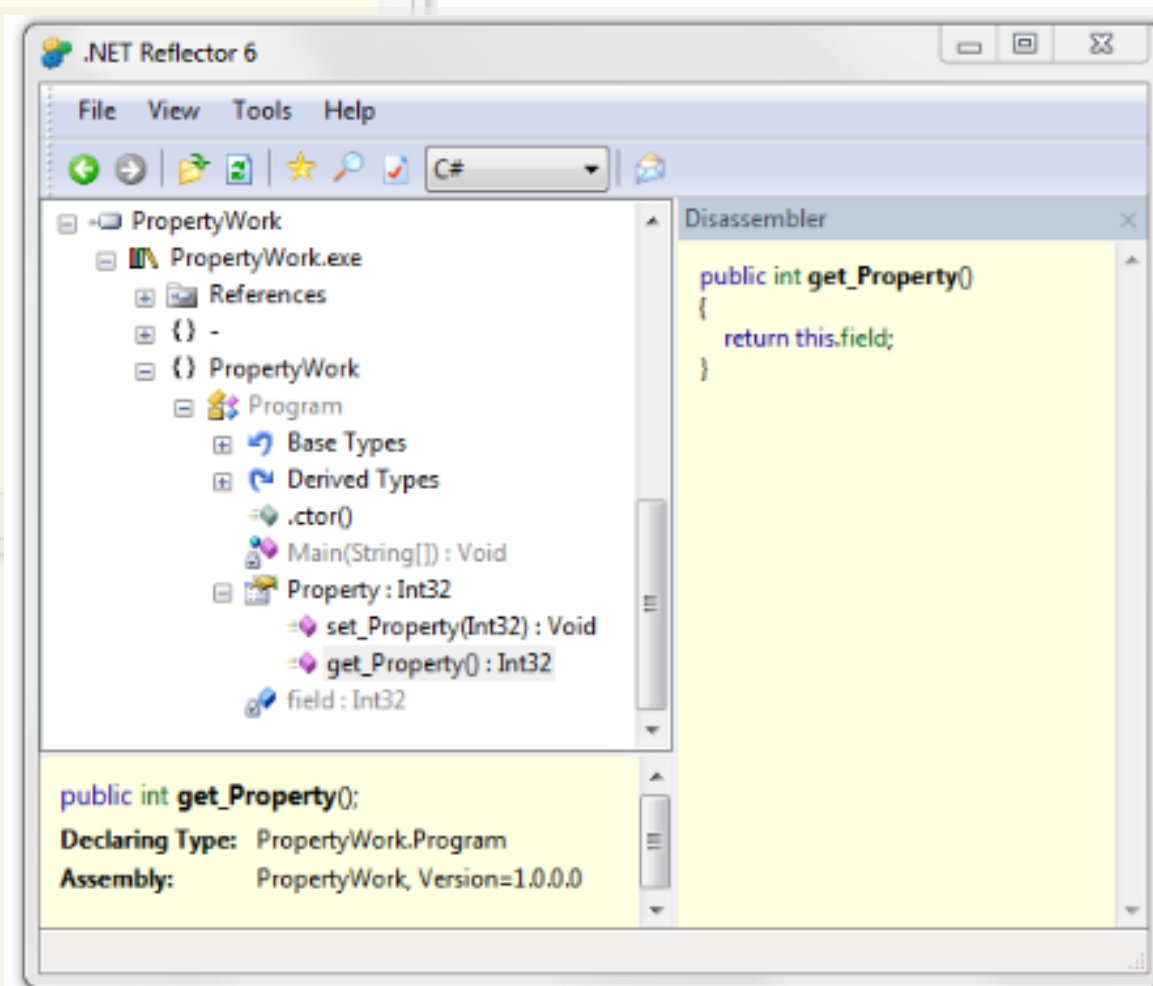 .NET Reflector 6
File View Tools Help
C#
PropertyWork
PropertyWork.exe
References
{} -
{} PropertyWork
Program
Base Types
Derived Types
.ctor()
Main(String[]) : Void
Property : Int32
set_Property(Int32) : Void
get_Property() : Int32
field : Int32
Disassembler
public int get_Property()
{
return this.field;
}
public int get_Property();
Declaring Type: PropertyWork.Program
Assembly: PropertyWork, Version=1.0.0.0